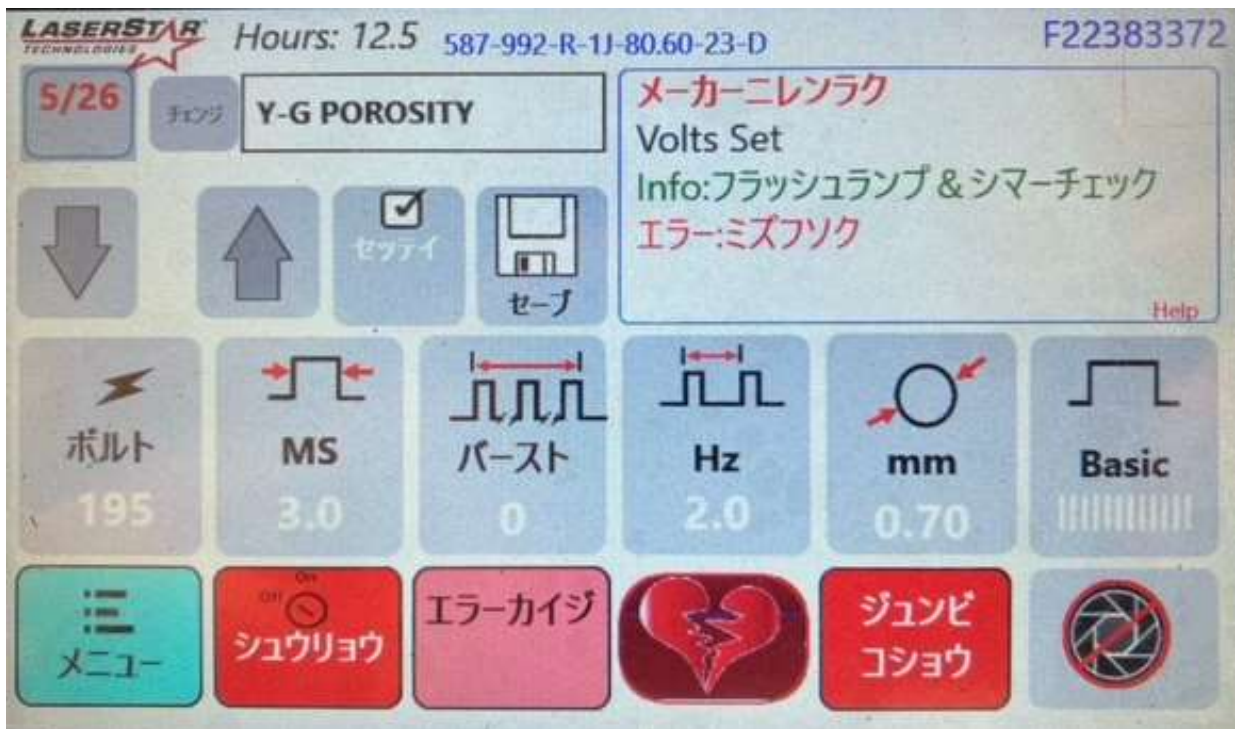 LASERSTAR
TECHNOLOGIES
Hours: 12.5
587-992-R-1J-80.60-23-D
F22383372
5/26
チェンジ
Y-G POROSITY
メーカーニレンラク
Volts Set
Info:フラッシュランプ&シマーチェック
エラー:ミズフソク
Help
セッテイ
セーブ
ボルト
195
MS
3.0
バースト
0
Hz
2.0
mm
0.70
Basic
メニュー
On
Off
シュウリョウ
エラーカイジ
ジュンビ
コショウ